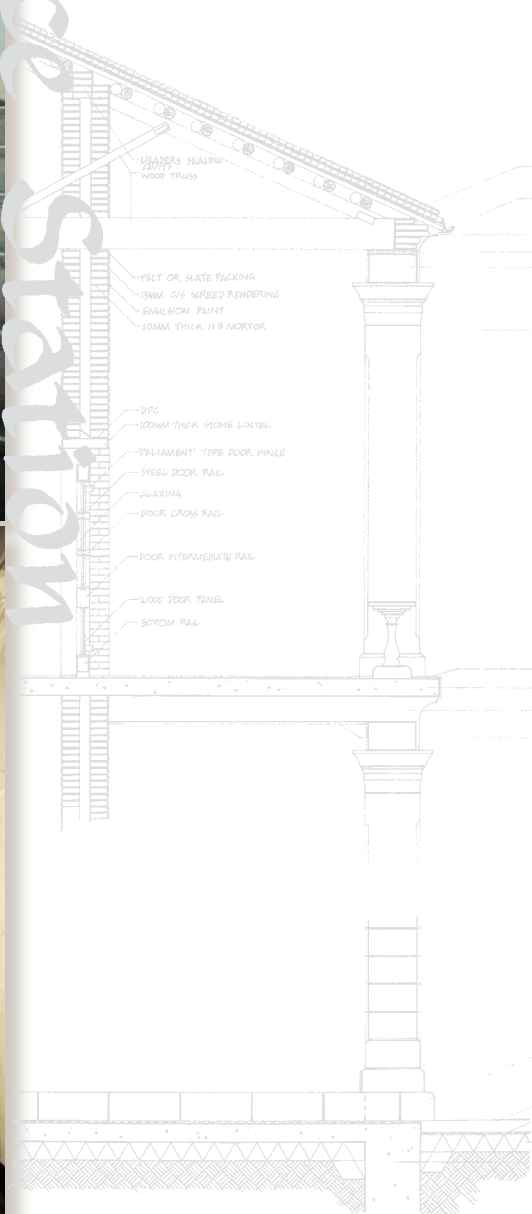 ce Station
HEADERS SEALING
CAVITY
WOOD TRUSS
FELT OR SLATE PACKING
15MM C/S SCREED RENDERING
EMULSION PAINT
10MM THICK 1:3 MORTOR
DPC
100MM THICK STONE LINTEL
'PALIAMENT' TYPE DOOR HINGE
STEEL DOOR RAIL
GLAZING
DOOR CROSS RAIL
DOOR INTERMEDIATE RAIL
WOOD DOOR PANEL
BOTTOM RAIL